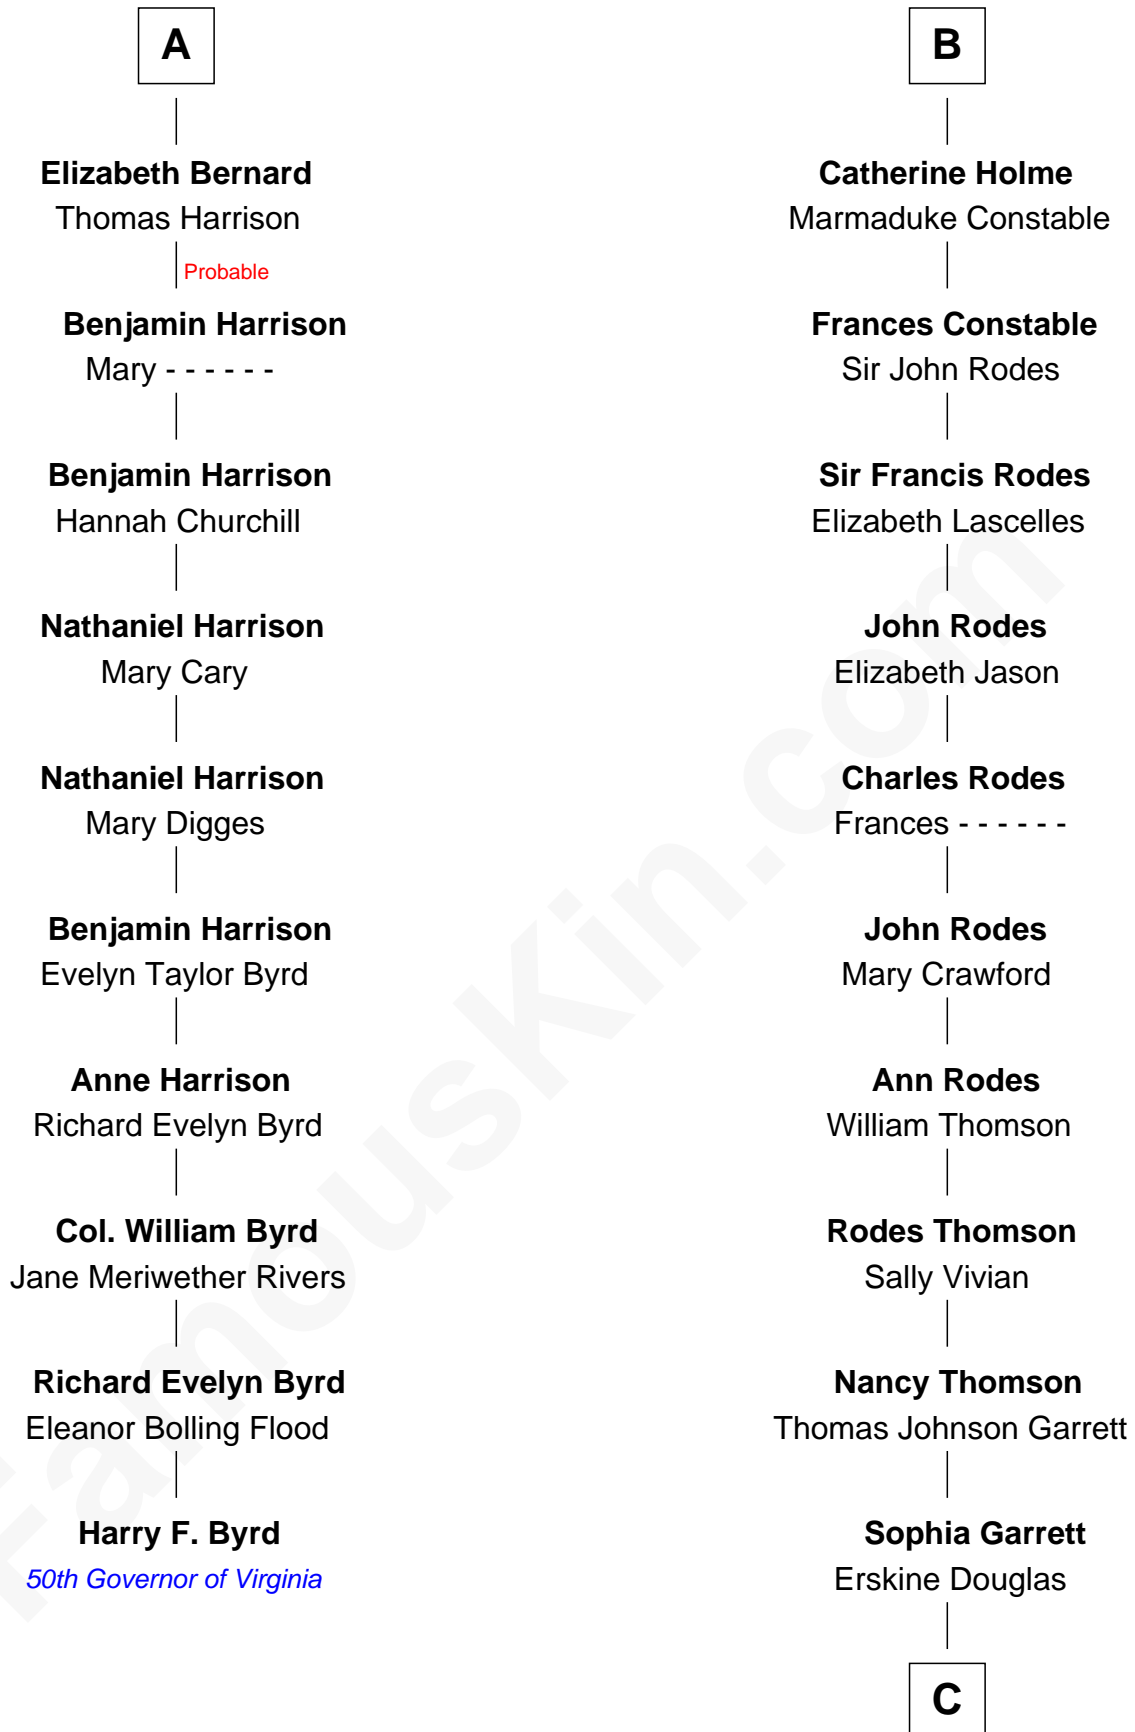 A
Elizabeth Bernard
Thomas Harrison
Probable
Benjamin Harrison
Mary - - - - - -
Benjamin Harrison
Hannah Churchill
Nathaniel Harrison
Mary Cary
Nathaniel Harrison
Mary Digges
Benjamin Harrison
Evelyn Taylor Byrd
Anne Harrison
Richard Evelyn Byrd
Col. William Byrd
Jane Meriwether Rivers
Richard Evelyn Byrd
Eleanor Bolling Flood
Harry F. Byrd
50th Governor of Virginia
B
Catherine Holme
Marmaduke Constable
Frances Constable
Sir John Rodes
Sir Francis Rodes
Elizabeth Lascelles
John Rodes
Elizabeth Jason
Charles Rodes
Frances - - - - - -
John Rodes
Mary Crawford
Ann Rodes
William Thomson
Rodes Thomson
Sally Vivian
Nancy Thomson
Thomas Johnson Garrett
Sophia Garrett
Erskine Douglas
C
FamousKin.com